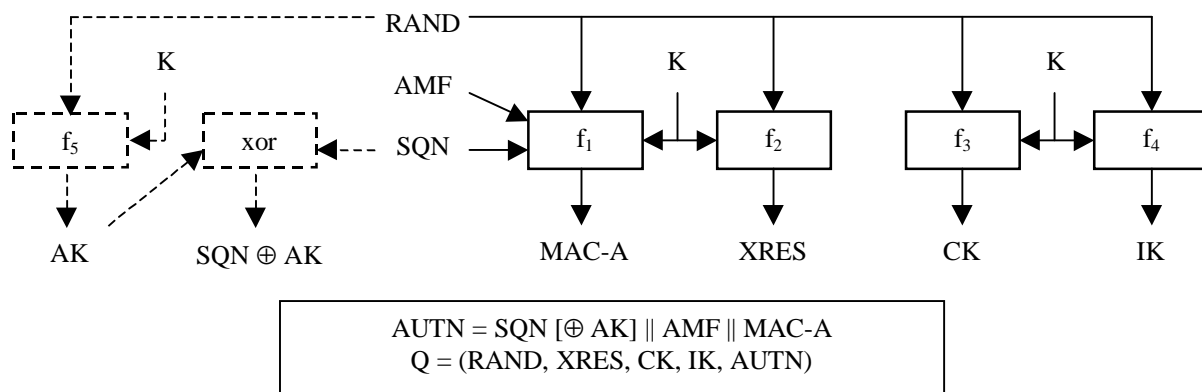 RAND
K K K
AMF
f₅ xor SQN f₁ f₂ f₃ f₄
AK SQN ⊕ AK MAC-A XRES CK IK
AUTN = SQN [⊕ AK] || AMF || MAC-A
Q = (RAND, XRES, CK, IK, AUTN)